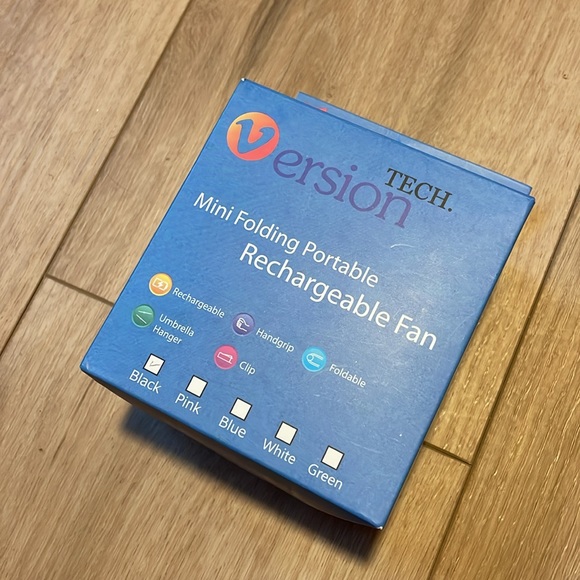 Version TECH.
Mini Folding Portable
Rechargeable Fan
Rechargeable
Handgrip
Foldable
Umbrella
Hanger
Clip
Black
Pink
Blue
White
Green